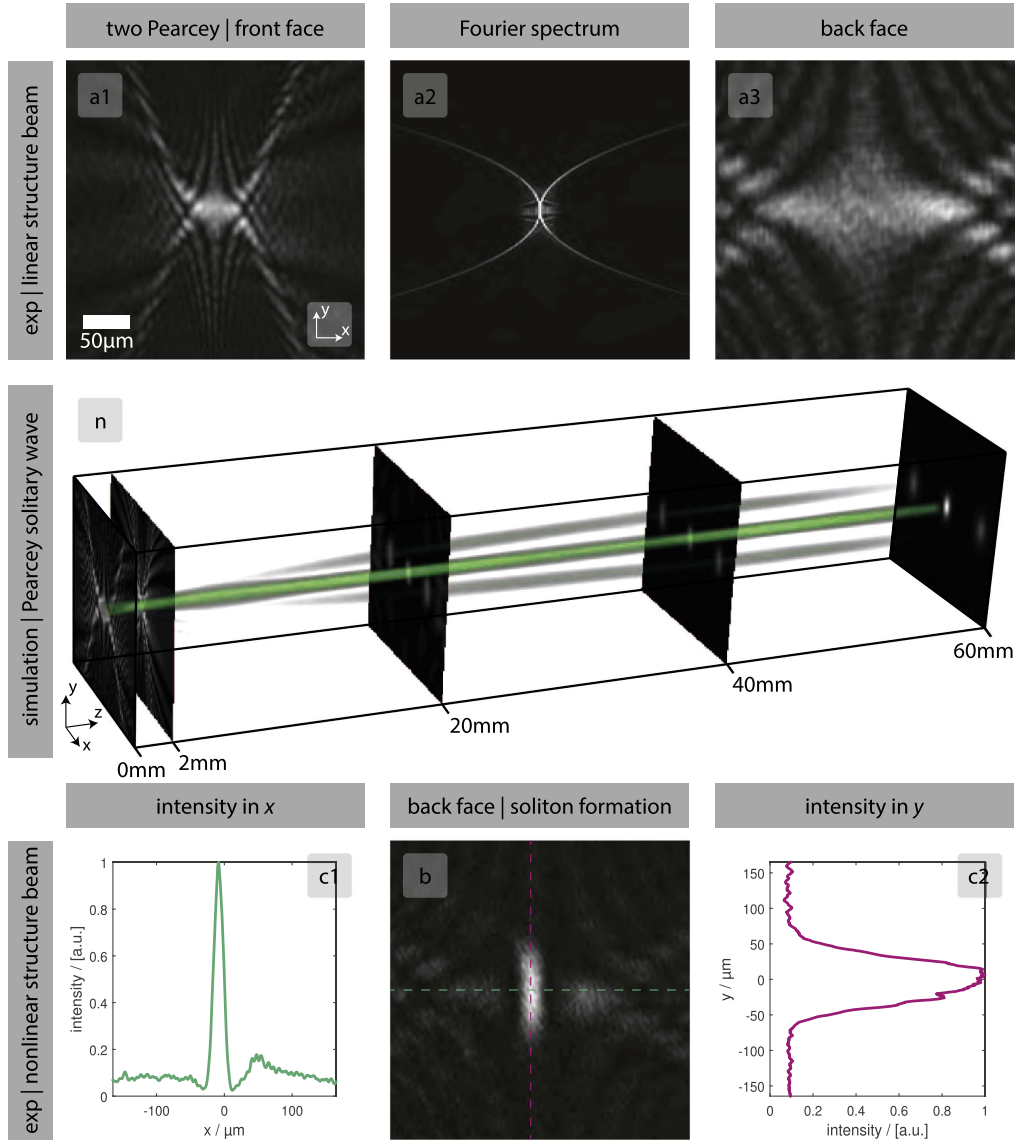 two Pearcey | front face
Fourier spectrum
back face
exp | linear structure beam
a1
a2
a3
50μm
y
x
simulation | Pearcey solitary wave
n
y
z
x
0mm
2mm
20mm
40mm
60mm
intensity in x
back face | soliton formation
intensity in y
exp | nonlinear structure beam
c1
1
0.8
0.6
0.4
0.2
0
intensity / [a.u.]
-100
0
100
x / μm
b
c2
150
100
50
0
-50
-100
-150
y / μm
0
0.2
0.4
0.6
0.8
1
intensity / [a.u.]